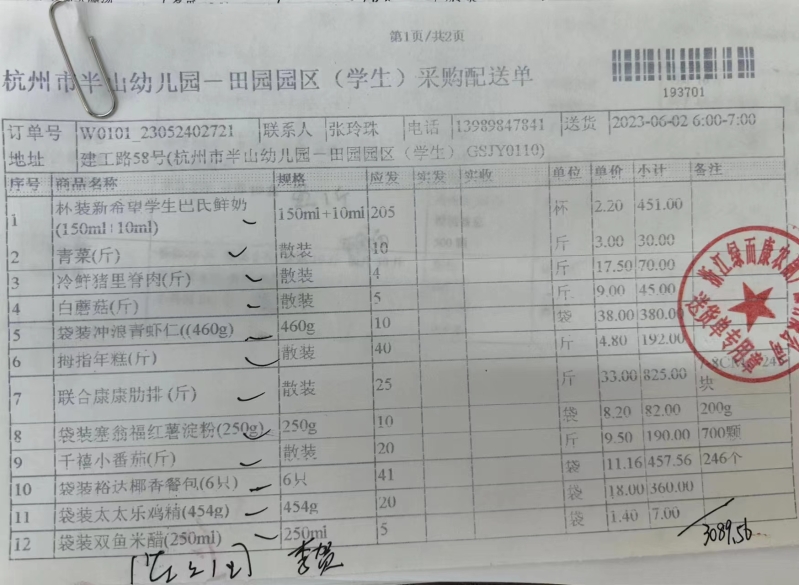 第1页/共2页
杭州市半山幼儿园－田园园区（学生）采购配送单
193701
订单号 W0101_23052402721 联系人 张玲珠 电话 13989847841 送货 2023-06-02 6:00-7:00
地址 建工路58号(杭州市半山幼儿园－田园园区（学生） GSJY0110)
序号 商品名称 规格 应发 实发 实收 单位 单价 小计 备注
1 杯装新希望学生巴氏鲜奶(150ml+10ml) 150ml+10ml 205 杯 2.20 451.00
2 青菜(斤) 散装 10 斤 3.00 30.00
3 冷鲜猪里脊肉(斤) 散装 4 斤 17.50 70.00
4 白蘑菇(斤) 散装 5 斤 9.00 45.00
5 袋装冲浪青虾仁((460g) 460g 10 袋 38.00 380.00
6 拇指年糕(斤) 散装 40 斤 4.80 192.00
7 联合康康肋排 (斤) 散装 25 斤 33.00 825.00 块
8 袋装塞翁福红薯淀粉(250g) 250g 10 袋 8.20 82.00 200g
9 千禧小番茄(斤) 散装 20 斤 9.50 190.00 700颗
10 袋装裕达椰香餐包(6只) 6只 41 袋 11.16 457.56 246个
11 袋装太太乐鸡精(454g) 454g 20 袋 18.00 360.00
12 袋装双鱼米醋(250ml) 250ml 5 袋 1.40 7.00
浙江绿而康农
送货单专用章
3089.56
李贺